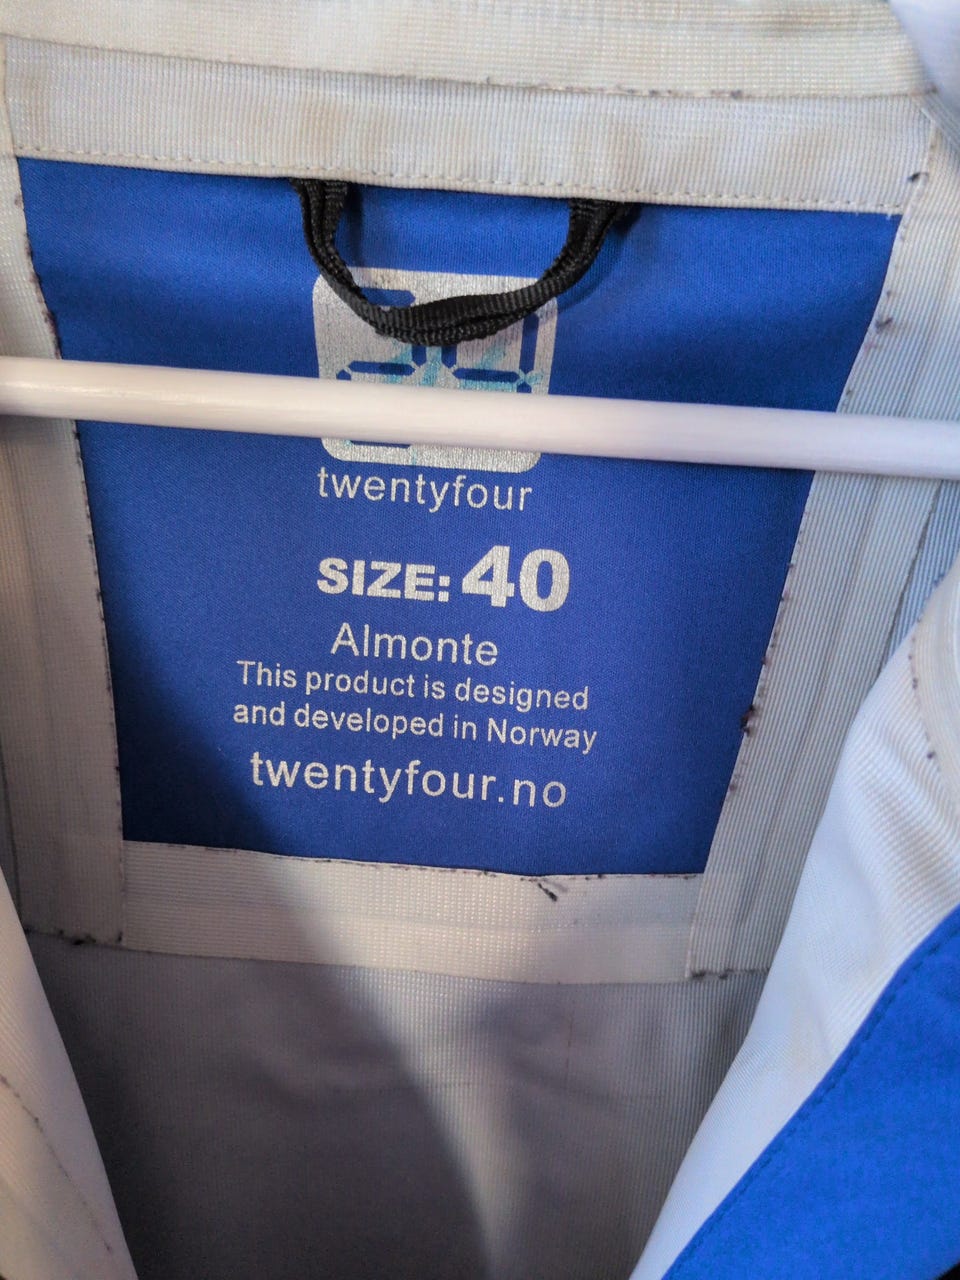 twentyfour
SIZE: 40
Almonte
This product is designed
and developed in Norway
twentyfour.no